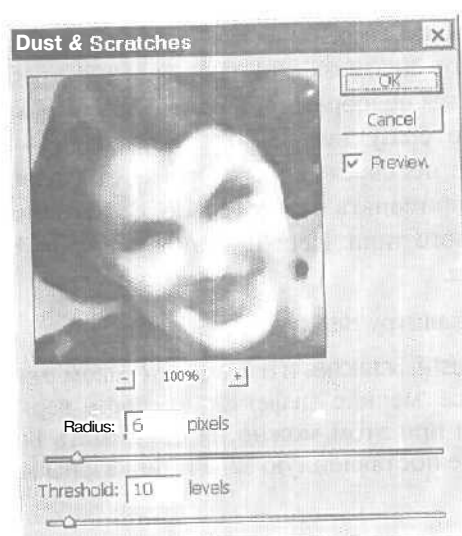 Dust & Scratches
OK
Cancel
Preview
- 100% +
Radius: 6 pixels
Threshold: 10 levels